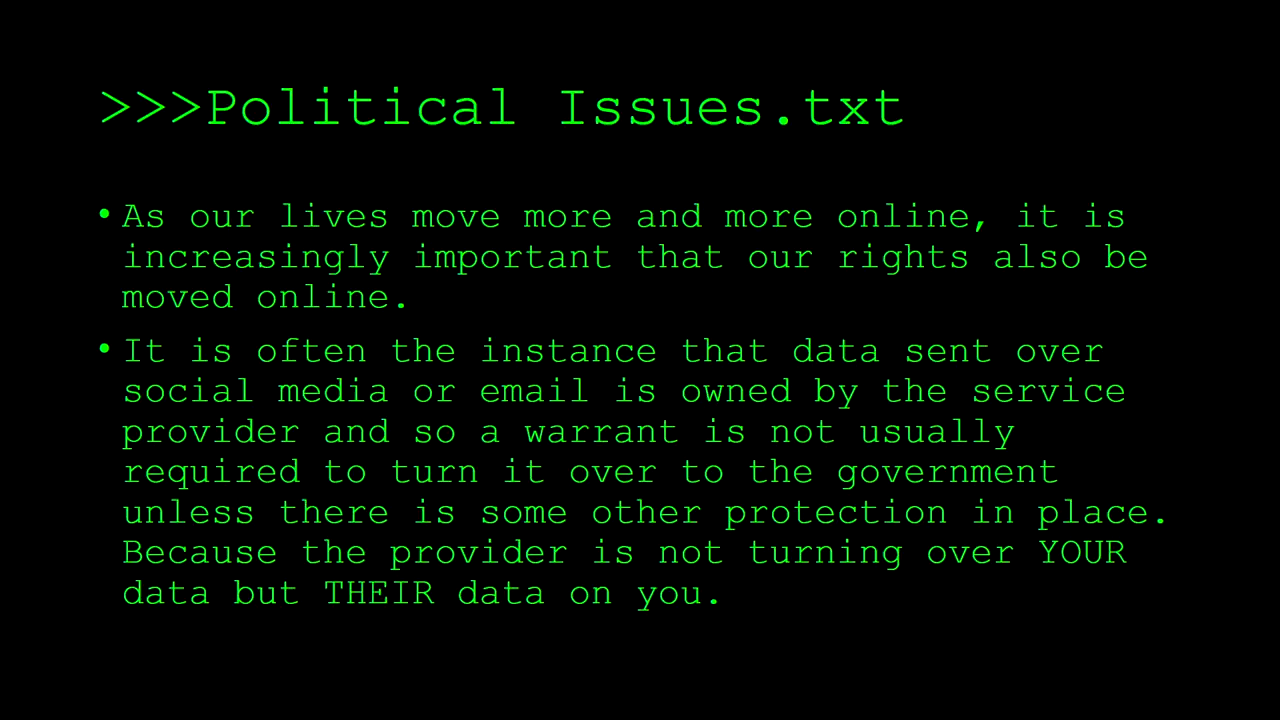 >>>Political Issues.txt
• As our lives move more and more online, it is
increasingly important that our rights also be
moved online.
• It is often the instance that data sent over
social media or email is owned by the service
provider and so a warrant is not usually
required to turn it over to the government
unless there is some other protection in place.
Because the provider is not turning over YOUR
data but THEIR data on you.